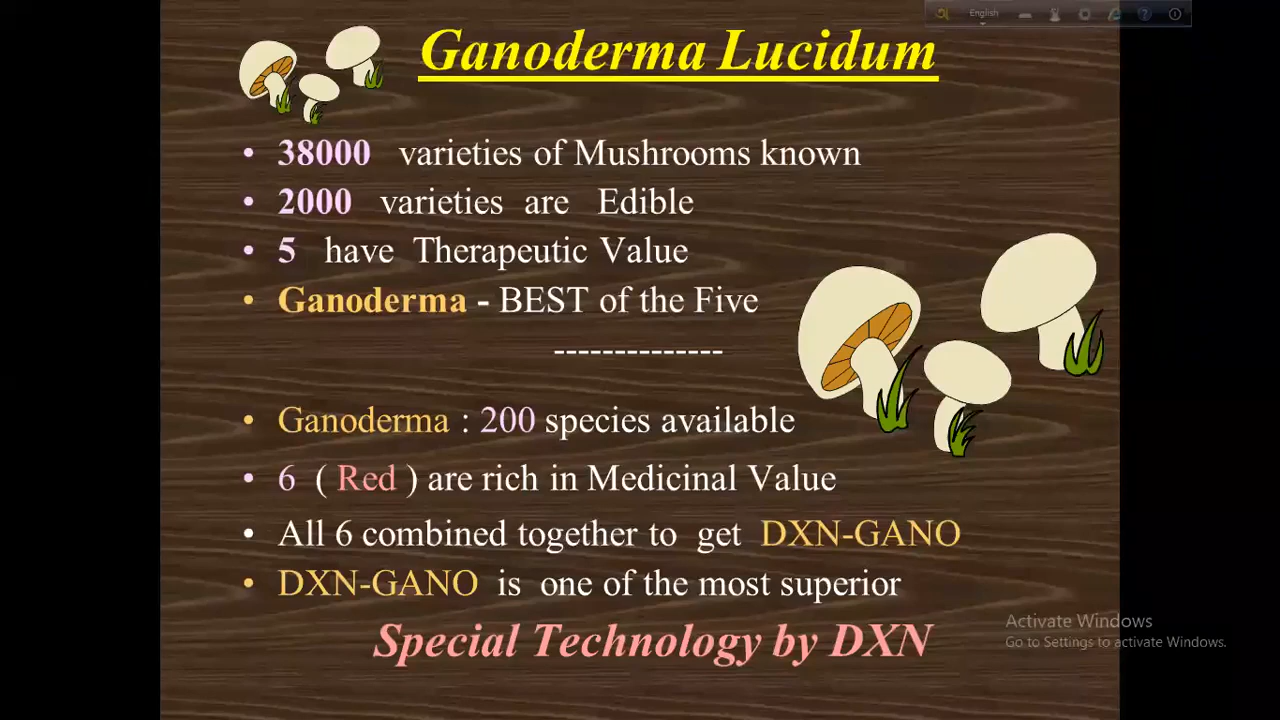 English
Ganoderma Lucidum
• 38000 varieties of Mushrooms known
• 2000 varieties are Edible
• 5 have Therapeutic Value
• Ganoderma - BEST of the Five
--------------
• Ganoderma : 200 species available
• 6 ( Red ) are rich in Medicinal Value
• All 6 combined together to get DXN-GANO
• DXN-GANO is one of the most superior
Special Technology by DXN
Activate Windows
Go to Settings to activate Windows.